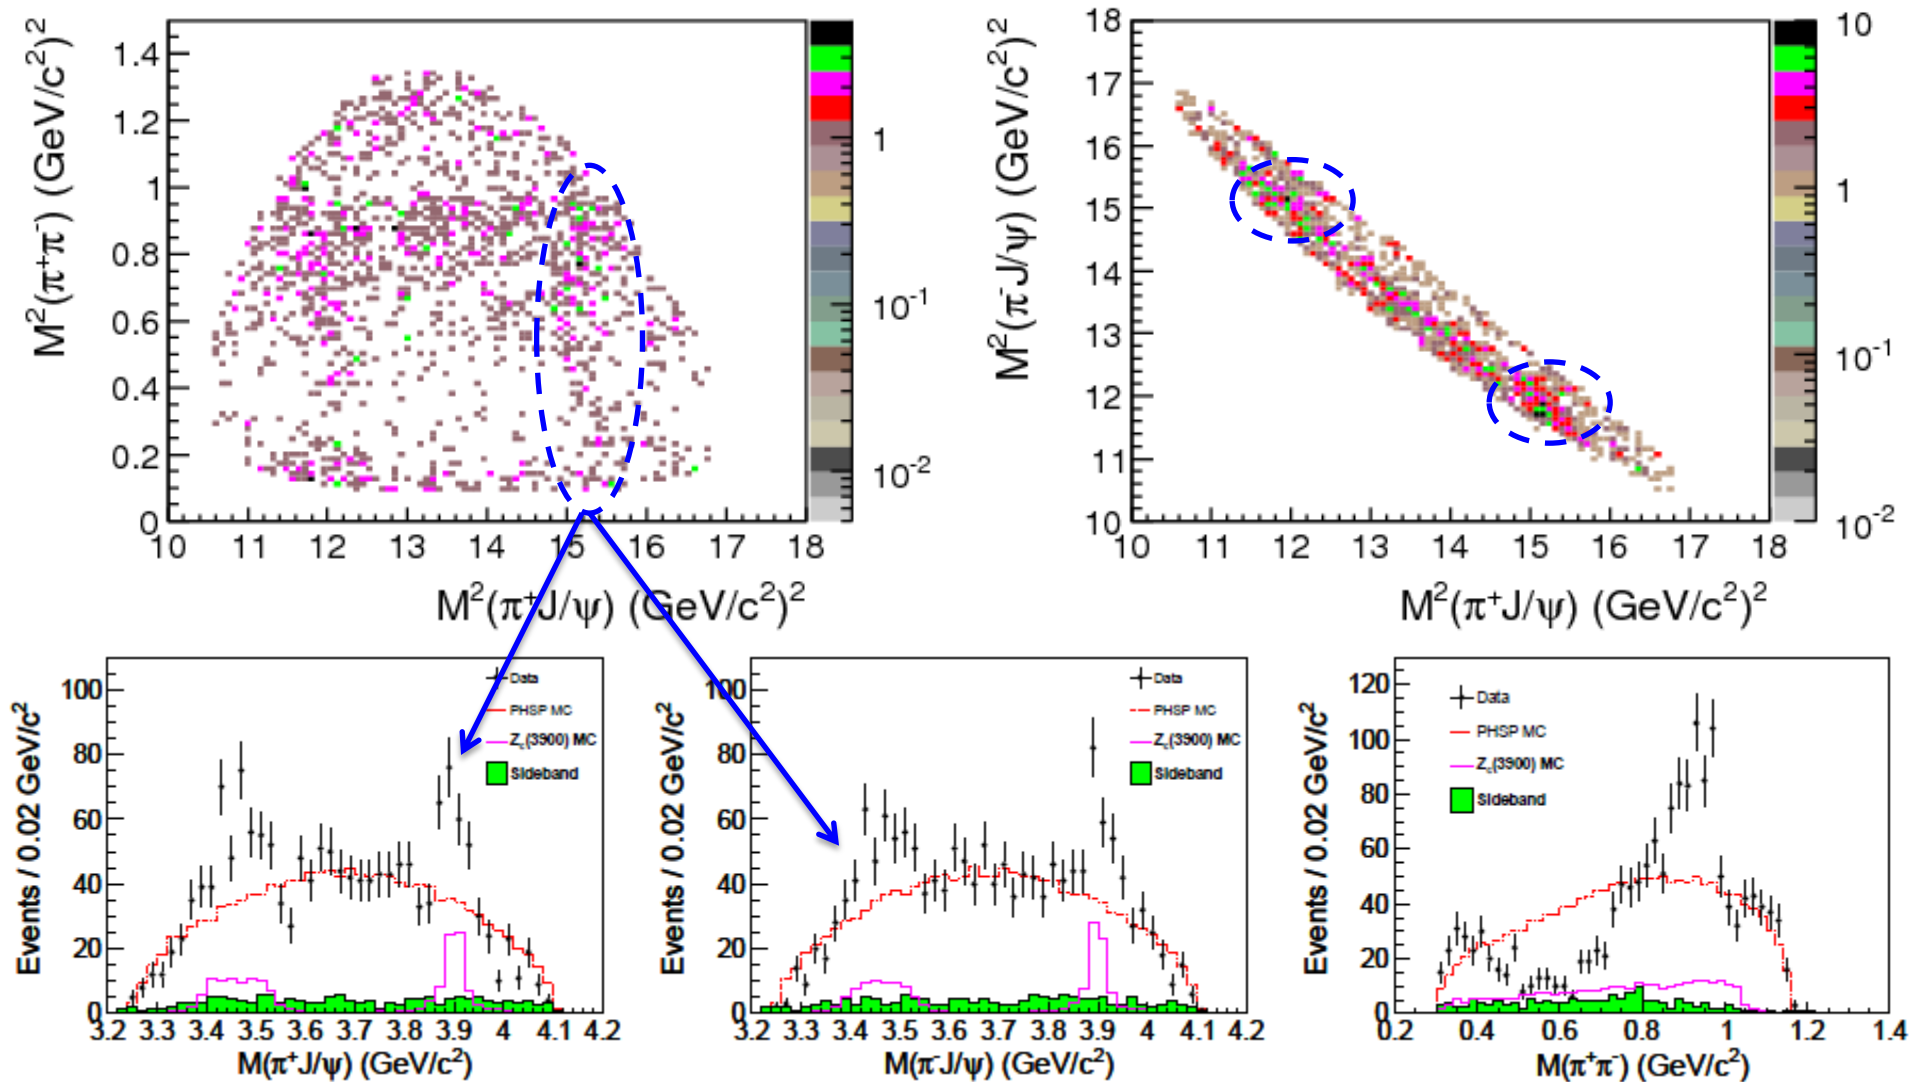 M²(π⁺π⁻) (GeV/c²)²
1.4
1.2
1
0.8
0.6
0.4
0.2
0
10 11 12 13 14 15 16 17 18
M²(π⁺J/ψ) (GeV/c²)²
1
10⁻¹
10⁻²
M²(π⁻J/ψ) (GeV/c²)²
18
17
16
15
14
13
12
11
10
10 11 12 13 14 15 16 17 18
M²(π⁺J/ψ) (GeV/c²)²
10
1
10⁻¹
10⁻²
Events / 0.02 GeV/c²
100
80
60
40
20
0
3.2 3.3 3.4 3.5 3.6 3.7 3.8 3.9 4 4.1 4.2
M(π⁺J/ψ) (GeV/c²)
Data
PHSP MC
Z_c(3900) MC
Sideband
Events / 0.02 GeV/c²
100
80
60
40
20
0
3.2 3.3 3.4 3.5 3.6 3.7 3.8 3.9 4 4.1 4.2
M(π⁻J/ψ) (GeV/c²)
Data
PHSP MC
Z_c(3900) MC
Sideband
Events / 0.02 GeV/c²
120
100
80
60
40
20
0
0.2 0.4 0.6 0.8 1 1.2 1.4
M(π⁺π⁻) (GeV/c²)
Data
PHSP MC
Z_c(3900) MC
Sideband